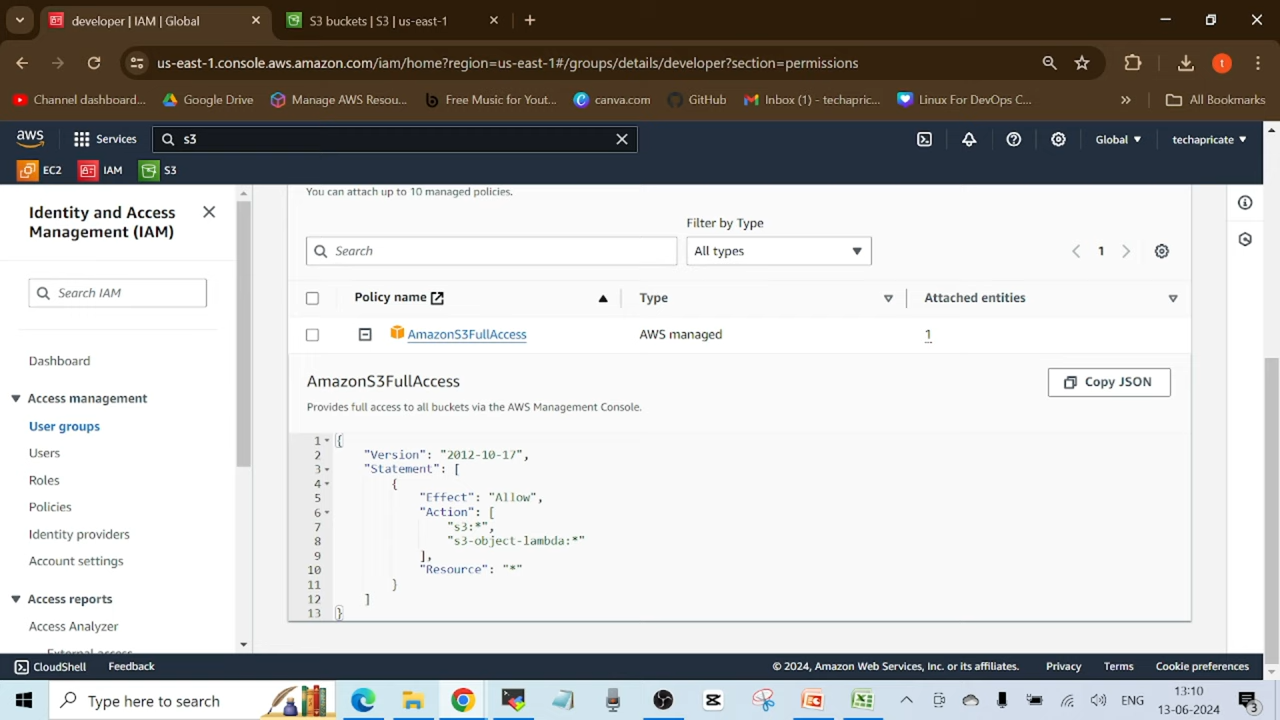 developer | IAM | Global
S3 buckets | S3 | us-east-1
us-east-1.console.aws.amazon.com/iam/home?region=us-east-1#/groups/details/developer?section=permissions
t
Channel dashboard...
Google Drive
Manage AWS Resou...
Free Music for Yout...
canva.com
GitHub
Inbox (1) - techapric...
Linux For DevOps C...
All Bookmarks
aws
Services
s3
Global
techapricate
EC2
IAM
S3
Identity and Access
Management (IAM)
Search IAM
Dashboard
Access management
User groups
Users
Roles
Policies
Identity providers
Account settings
Access reports
Access Analyzer
External access
You can attach up to 10 managed policies.
Filter by Type
Search
All types
1
Policy name
Type
Attached entities
AmazonS3FullAccess
AWS managed
1
AmazonS3FullAccess
Copy JSON
Provides full access to all buckets via the AWS Management Console.
1 {
2 "Version": "2012-10-17",
3 "Statement": [
4 {
5 "Effect": "Allow",
6 "Action": [
7 "s3:*",
8 "s3-object-lambda:*"
9 ],
10 "Resource": "*"
11 }
12 ]
13 }
CloudShell
Feedback
© 2024, Amazon Web Services, Inc. or its affiliates.
Privacy
Terms
Cookie preferences
Type here to search
ENG
13:10
13-06-2024
3